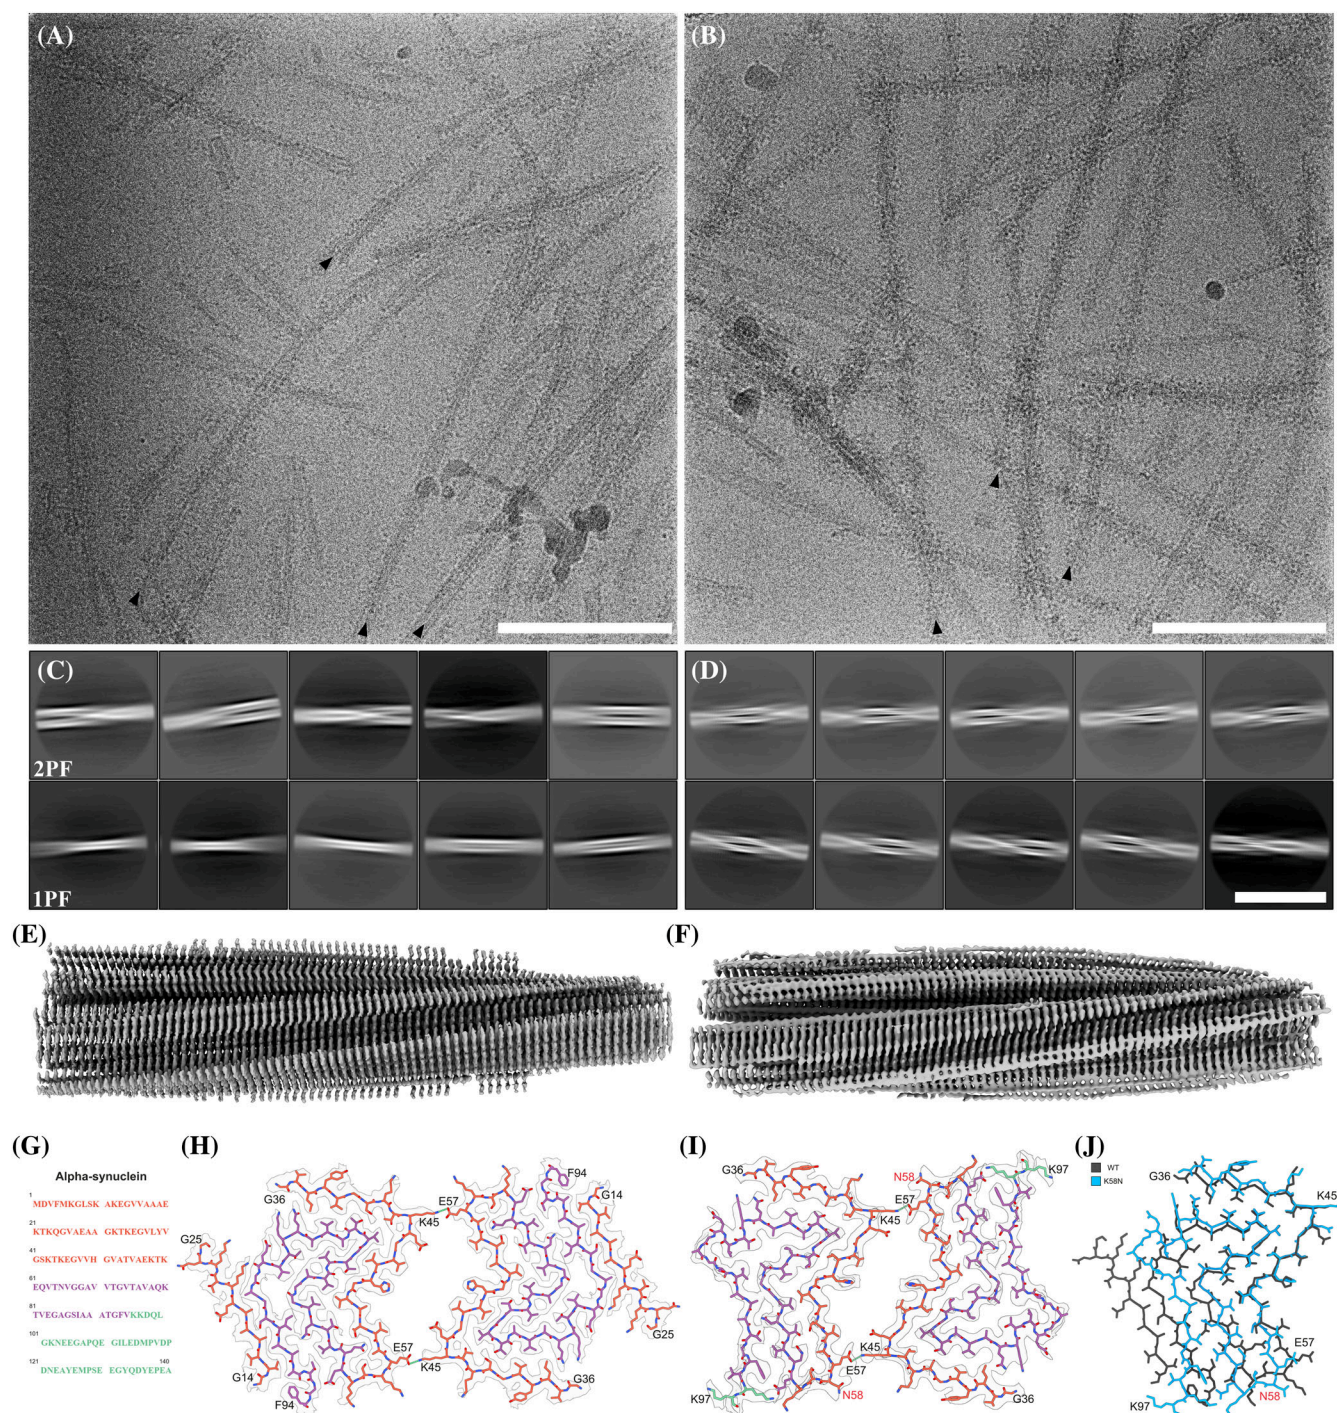 (A)
(B)
(C)
(D)
2PF
1PF
(E)
(F)
(G)
(H)
(I)
(J)
Alpha-synuclein
1
MDVFMKGLSK AKEGVVAAAE
21
KTKQGVAEAA GKTKEGVLYV
41
GSKTKEGVVH GVATVAEKTK
61
EQVTNVGGAV VTGVTAVAQK
81
TVEGAGSIAA ATGFVKKDQL
101
GKNEEGAPQE GILEDMPVDP
121 140
DNEAYEMPSE EGYQDYEPEA
G36
E57
F94
G14
K45
G25
G25
E57
K45
G14
G36
F94
G36
N58
E57
K97
K45
K45
E57
K97
N58
G36
WT
K58N
G36
K45
E57
N58
K97